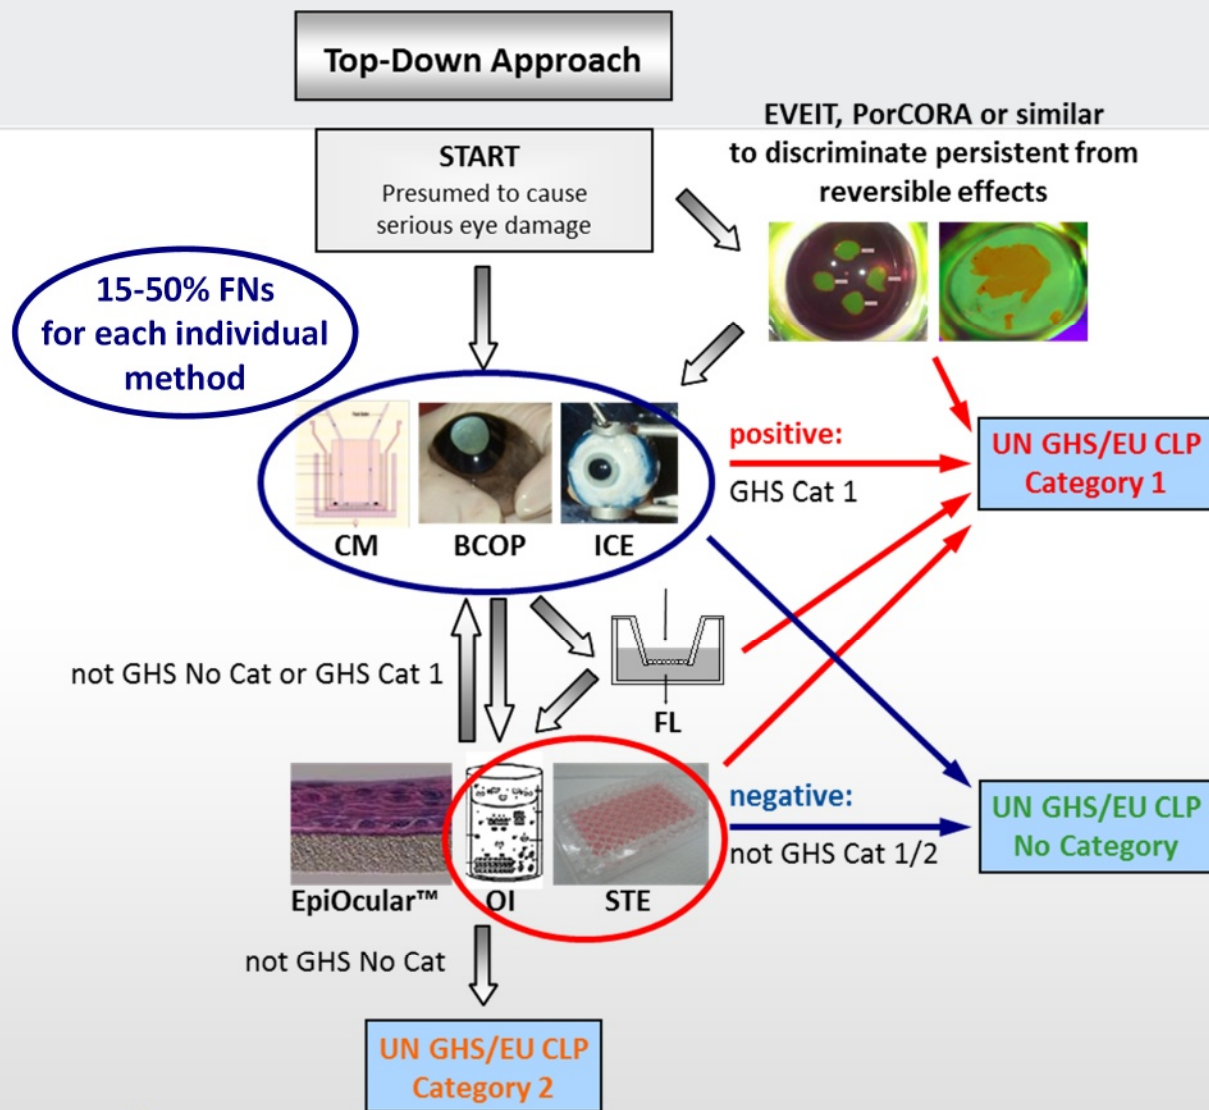 Top-Down Approach
START
Presumed to cause
serious eye damage
EVEIT, PorCORA or similar
to discriminate persistent from
reversible effects
15-50% FNs
for each individual
method
CM
BCOP
ICE
positive:
GHS Cat 1
UN GHS/EU CLP
Category 1
not GHS No Cat or GHS Cat 1
FL
EpiOcular™
OI
STE
negative:
not GHS Cat 1/2
UN GHS/EU CLP
No Category
not GHS No Cat
UN GHS/EU CLP
Category 2